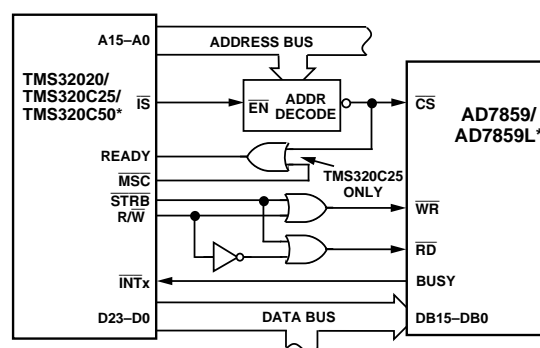 A15–A0
ADDRESS BUS
TMS32020/
TMS320C25/
TMS320C50*
IS
EN
ADDR
DECODE
CS
AD7859/
AD7859L*
READY
TMS320C25
ONLY
MSC
STRB
R/W
WR
RD
INTx
BUSY
D23–D0
DATA BUS
DB15–DB0